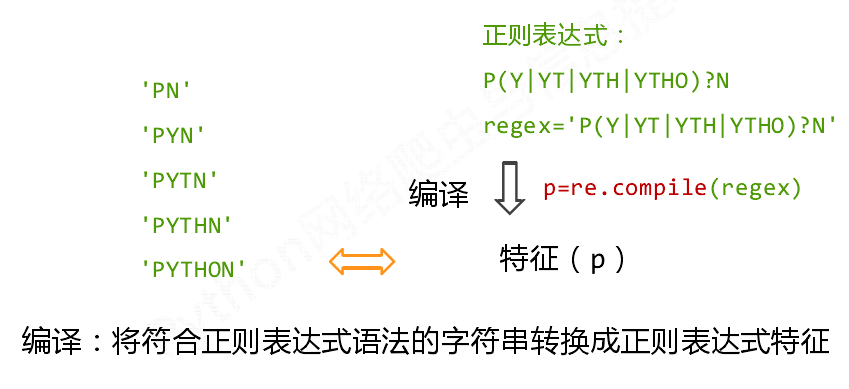 正则表达式：
P(Y|YT|YTH|YTHO)?N
regex='P(Y|YT|YTH|YTHO)?N'
'PN'
'PYN'
'PYTN'
'PYTHN'
'PYTHON'
编译
p=re.compile(regex)
特征（p）
编译：将符合正则表达式语法的字符串转换成正则表达式特征